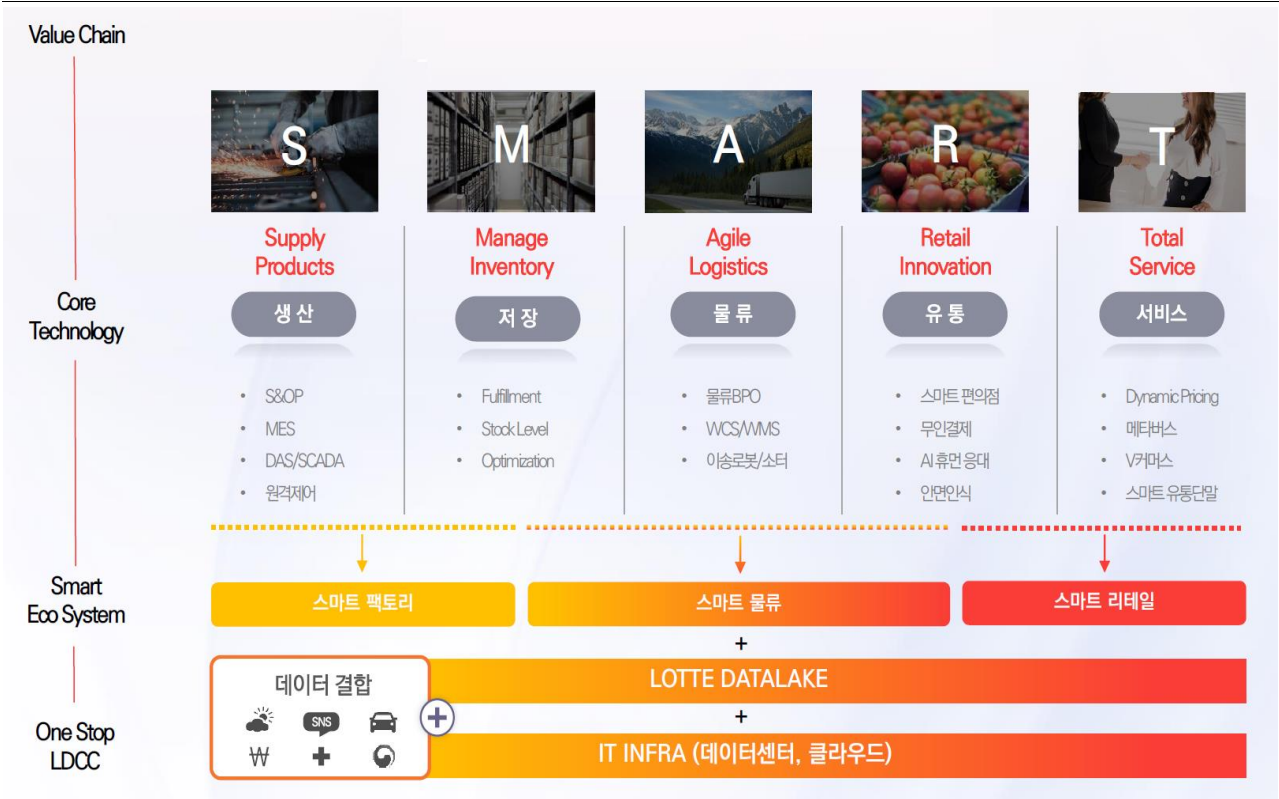 Value Chain
S
M
A
R
T
Supply
Products
Manage
Inventory
Agile
Logistics
Retail
Innovation
Total
Service
Core
Technology
생 산
저 장
물 류
유 통
서비스
• S&OP
• MES
• DAS/SCADA
• 원격제어
• Fulfillment
• Stock Level
• Optimization
• 물류BPO
• WCS/WMS
• 이송로봇/소터
• 스마트 편의점
• 무인결제
• AI 휴먼 응대
• 안면인식
• Dynamic Pricing
• 메타버스
• V커머스
• 스마트 유통단말
Smart
Eco System
스마트 팩토리
스마트 물류
스마트 리테일
+
데이터 결합
SNS
₩
+
LOTTE DATALAKE
+
One Stop
LDCC
IT INFRA (데이터센터, 클라우드)